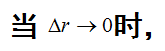 当 Δr → 0时，